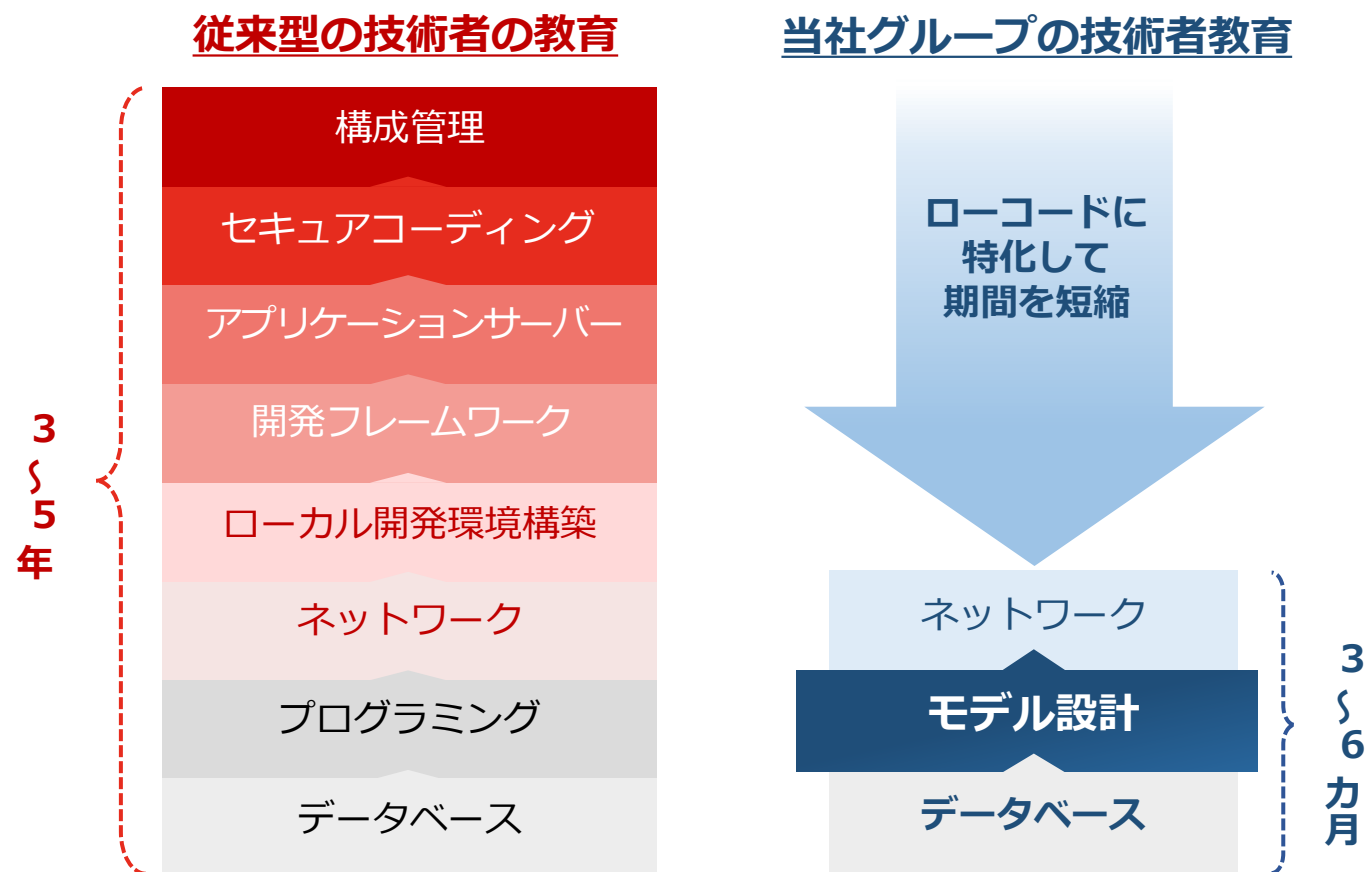 従来型の技術者の教育
当社グループの技術者教育
構成管理
セキュアコーディング
アプリケーションサーバー
開発フレームワーク
ローカル開発環境構築
ネットワーク
プログラミング
データベース
3～5年
ローコードに
特化して
期間を短縮
ネットワーク
モデル設計
データベース
3～6カ月